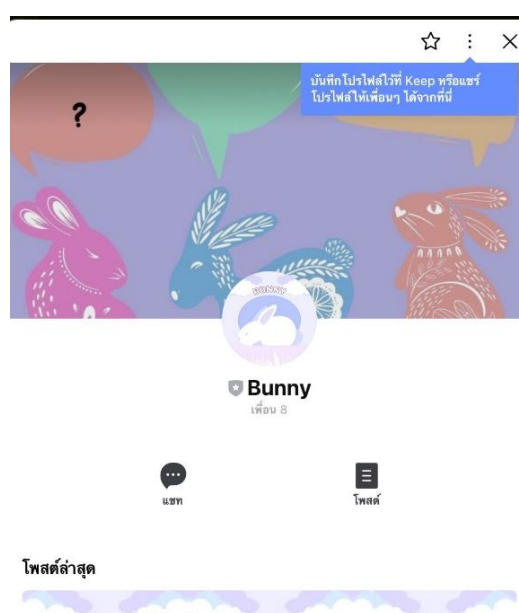 บันทึกโปรไฟล์ไว้ที่ Keep หรือแชร์
โปรไฟล์ให้เพื่อนๆ ได้จากที่นี่
?
BUNNY
Bunny
เพื่อน 8
แชท
โพสต์
โพสต์ล่าสุด